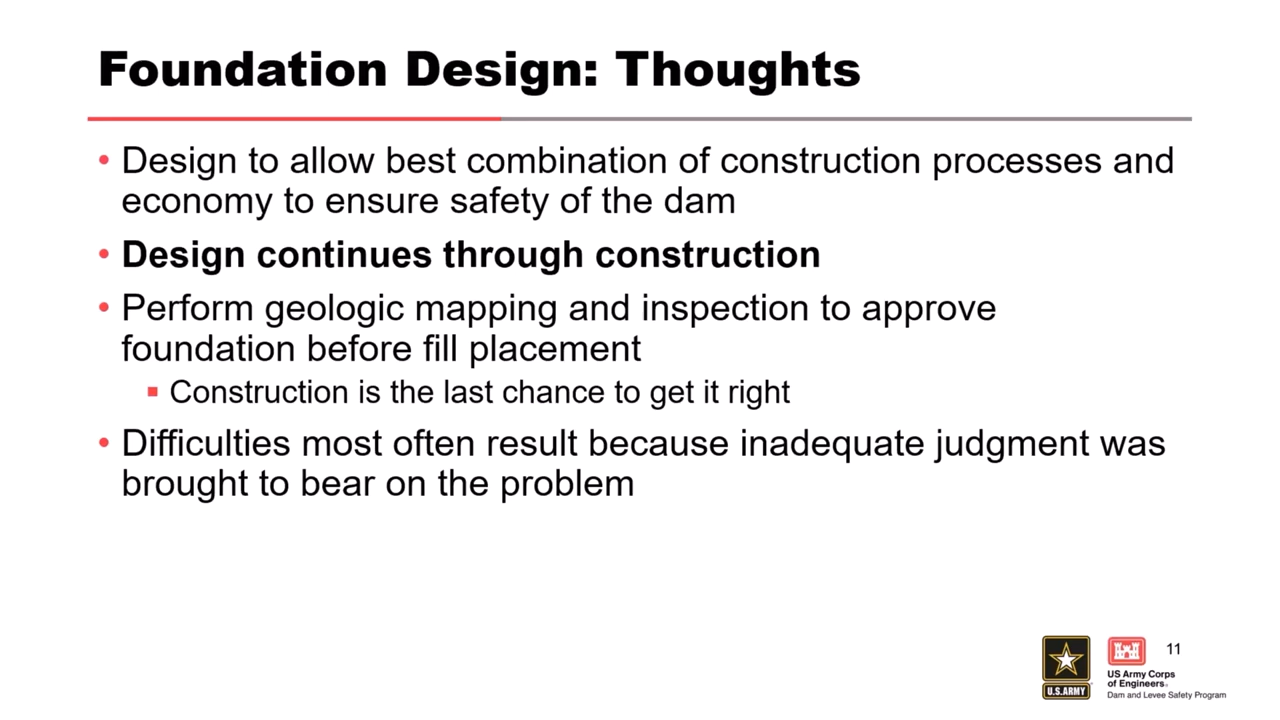 Foundation Design: Thoughts
• Design to allow best combination of construction processes and
economy to ensure safety of the dam
• Design continues through construction
• Perform geologic mapping and inspection to approve
foundation before fill placement
▪ Construction is the last chance to get it right
• Difficulties most often result because inadequate judgment was
brought to bear on the problem
11
U.S.ARMY
US Army Corps
of Engineers®
Dam and Levee Safety Program